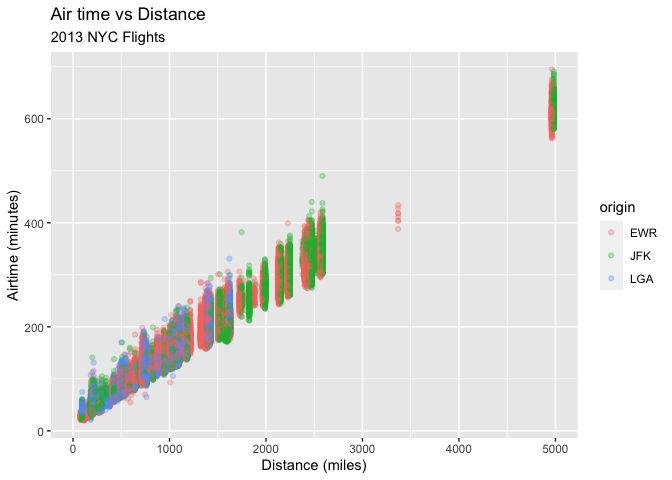 Air time vs Distance
2013 NYC Flights
600
400
200
0
Airtime (minutes)
0 1000 2000 3000 4000 5000
Distance (miles)
origin
EWR
JFK
LGA